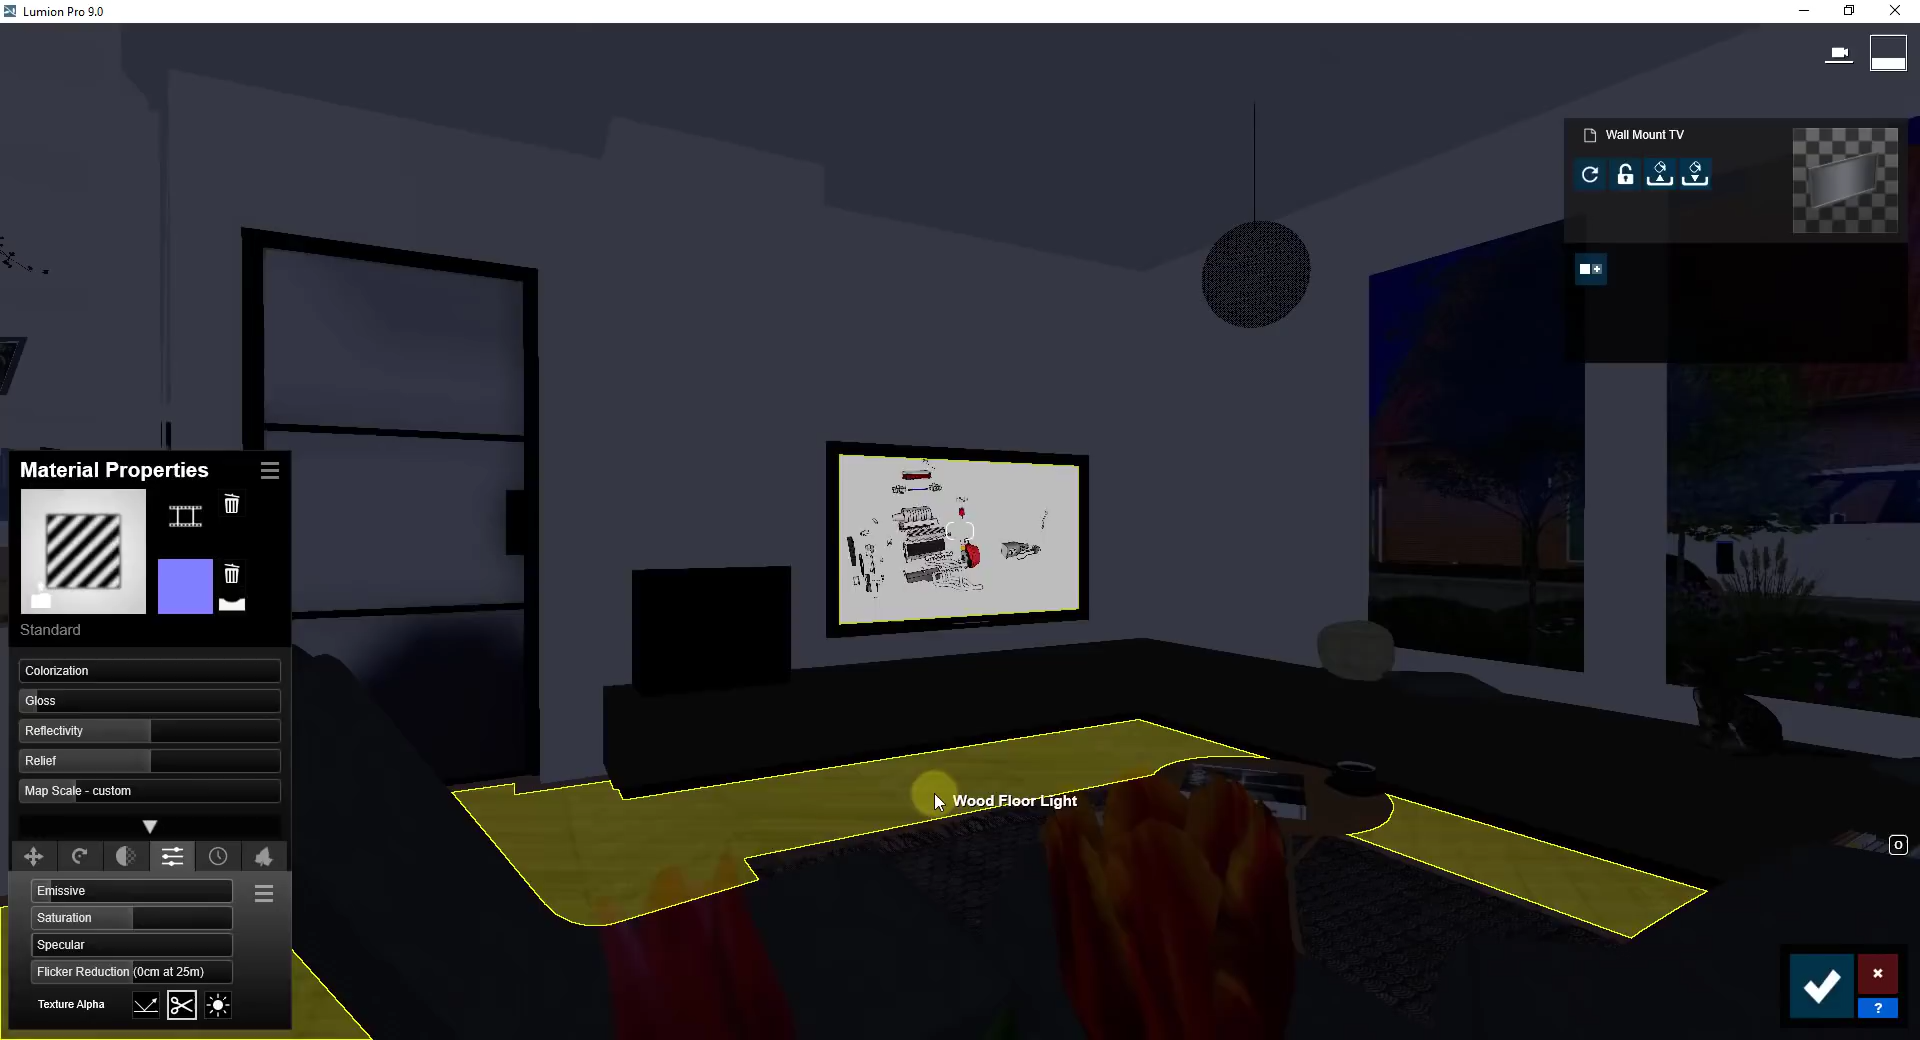 Lumion Pro 9.0
Wall Mount TV
Material Properties
Standard
Colorization
Gloss
Reflectivity
Relief
Map Scale - custom
Wood Floor Light
O
Emissive
Saturation
Specular
Flicker Reduction (0cm at 25m)
Texture Alpha
?